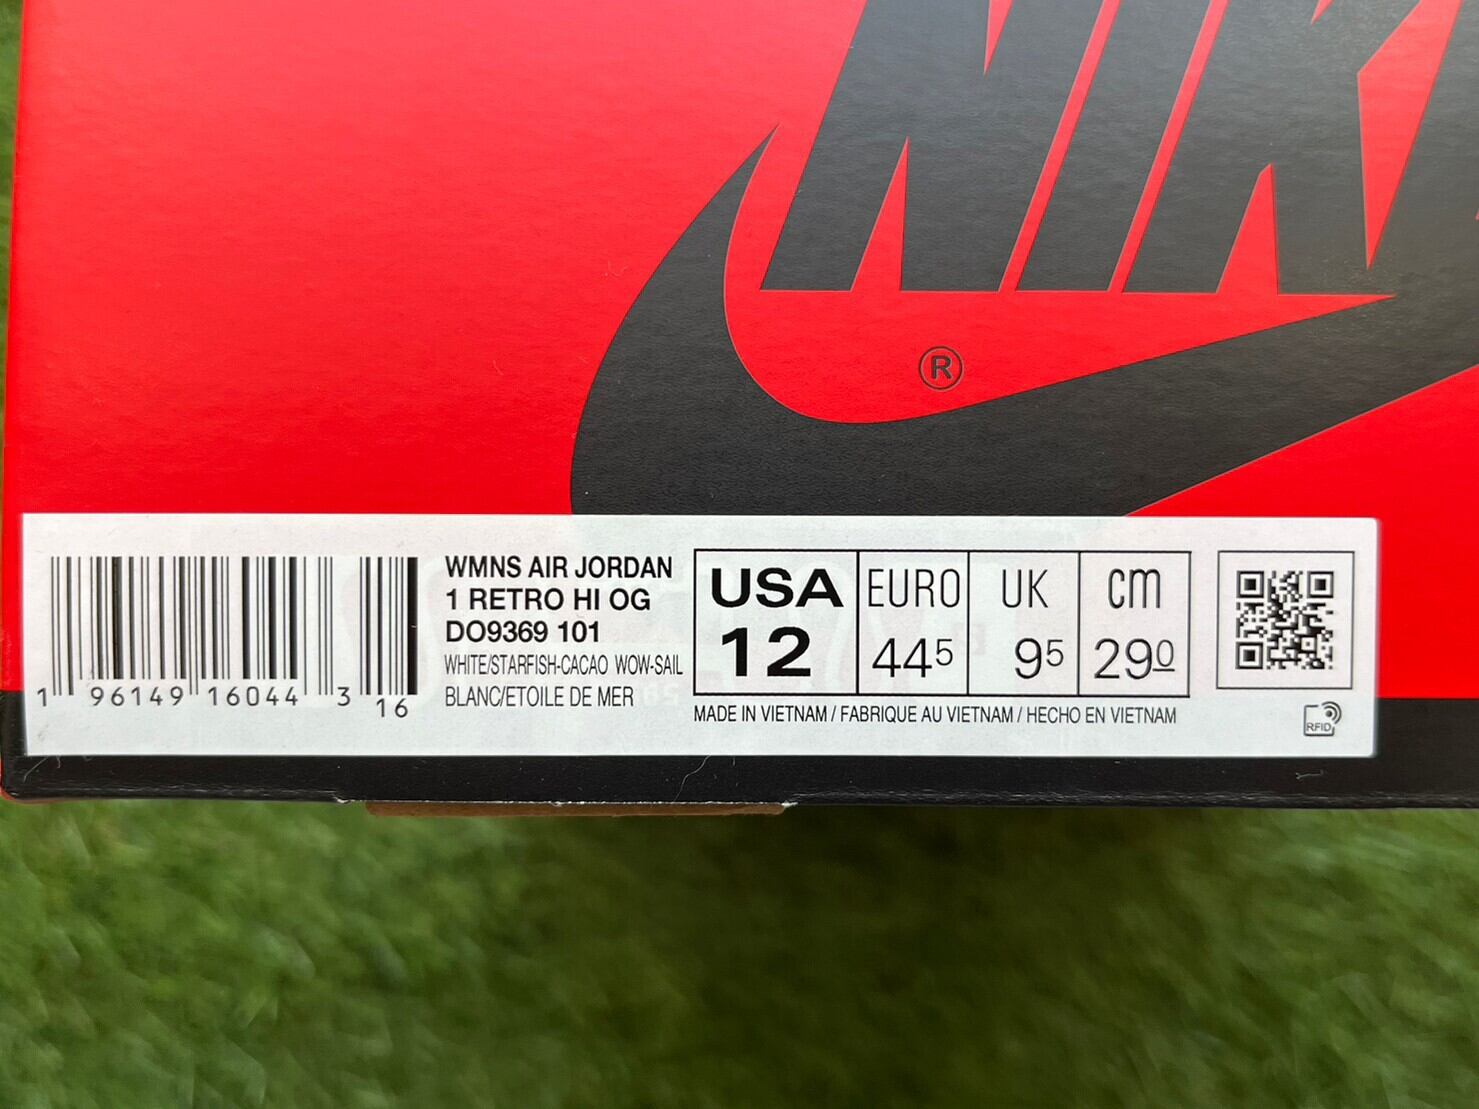 NIK
®
WMNS AIR JORDAN
1 RETRO HI OG
DO9369 101
WHITE/STARFISH-CACAO WOW-SAIL
BLANC/ETOILE DE MER
1 96149 16044 3 16
USA EURO UK cm
12 44⁵ 9⁵ 29⁰
MADE IN VIETNAM / FABRIQUE AU VIETNAM / HECHO EN VIETNAM
RFID